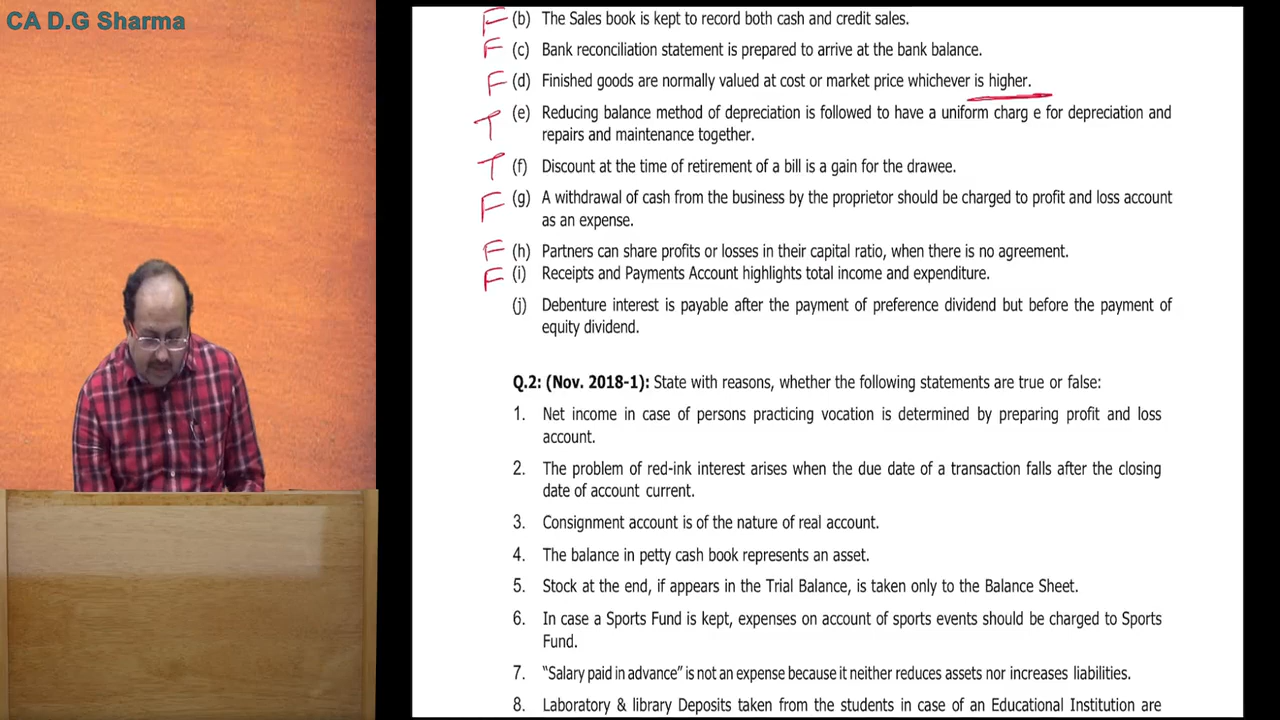 CA D.G Sharma
F (b) The Sales book is kept to record both cash and credit sales.
F (c) Bank reconciliation statement is prepared to arrive at the bank balance.
F (d) Finished goods are normally valued at cost or market price whichever is higher.
T (e) Reducing balance method of depreciation is followed to have a uniform charg e for depreciation and
repairs and maintenance together.
T (f) Discount at the time of retirement of a bill is a gain for the drawee.
F (g) A withdrawal of cash from the business by the proprietor should be charged to profit and loss account
as an expense.
F (h) Partners can share profits or losses in their capital ratio, when there is no agreement.
F (i) Receipts and Payments Account highlights total income and expenditure.
(j) Debenture interest is payable after the payment of preference dividend but before the payment of
equity dividend.
Q.2: (Nov. 2018-1): State with reasons, whether the following statements are true or false:
1. Net income in case of persons practicing vocation is determined by preparing profit and loss
account.
2. The problem of red-ink interest arises when the due date of a transaction falls after the closing
date of account current.
3. Consignment account is of the nature of real account.
4. The balance in petty cash book represents an asset.
5. Stock at the end, if appears in the Trial Balance, is taken only to the Balance Sheet.
6. In case a Sports Fund is kept, expenses on account of sports events should be charged to Sports
Fund.
7. “Salary paid in advance” is not an expense because it neither reduces assets nor increases liabilities.
8. Laboratory & library Deposits taken from the students in case of an Educational Institution are